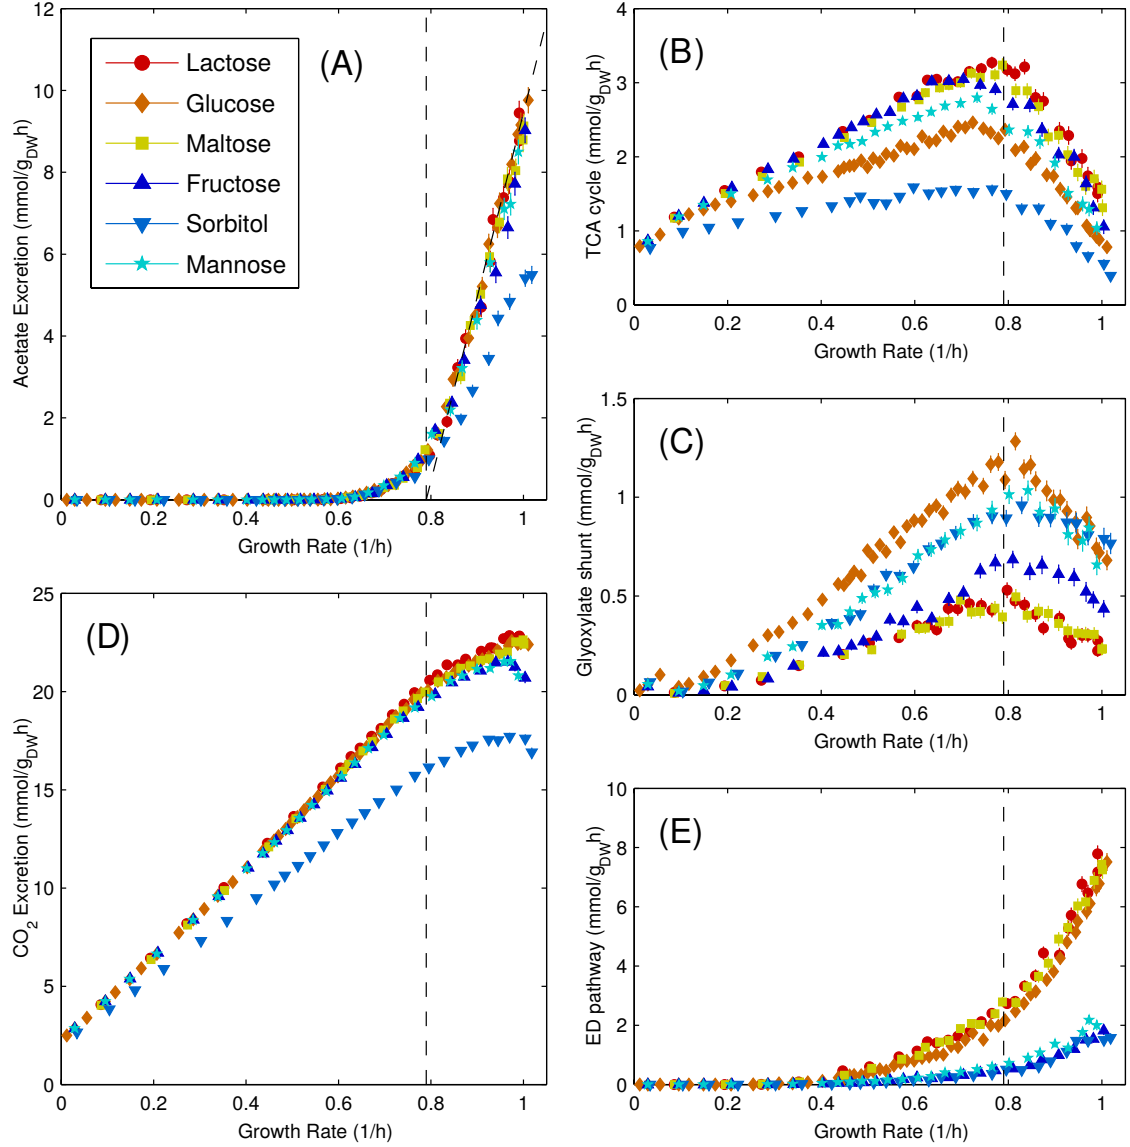 (A)
Lactose
Glucose
Maltose
Fructose
Sorbitol
Mannose
12
10
8
6
4
2
0
Acetate Excretion (mmol/g_DW h)
0 0.2 0.4 0.6 0.8 1
Growth Rate (1/h)
(B)
4
3
2
1
0
TCA cycle (mmol/g_DW h)
0 0.2 0.4 0.6 0.8 1
Growth Rate (1/h)
(C)
1.5
1
0.5
0
Glyoxylate shunt (mmol/g_DW h)
0 0.2 0.4 0.6 0.8 1
Growth Rate (1/h)
(D)
25
20
15
10
5
0
CO_2 Excretion (mmol/g_DW h)
0 0.2 0.4 0.6 0.8 1
Growth Rate (1/h)
(E)
10
8
6
4
2
0
ED pathway (mmol/g_DW h)
0 0.2 0.4 0.6 0.8 1
Growth Rate (1/h)